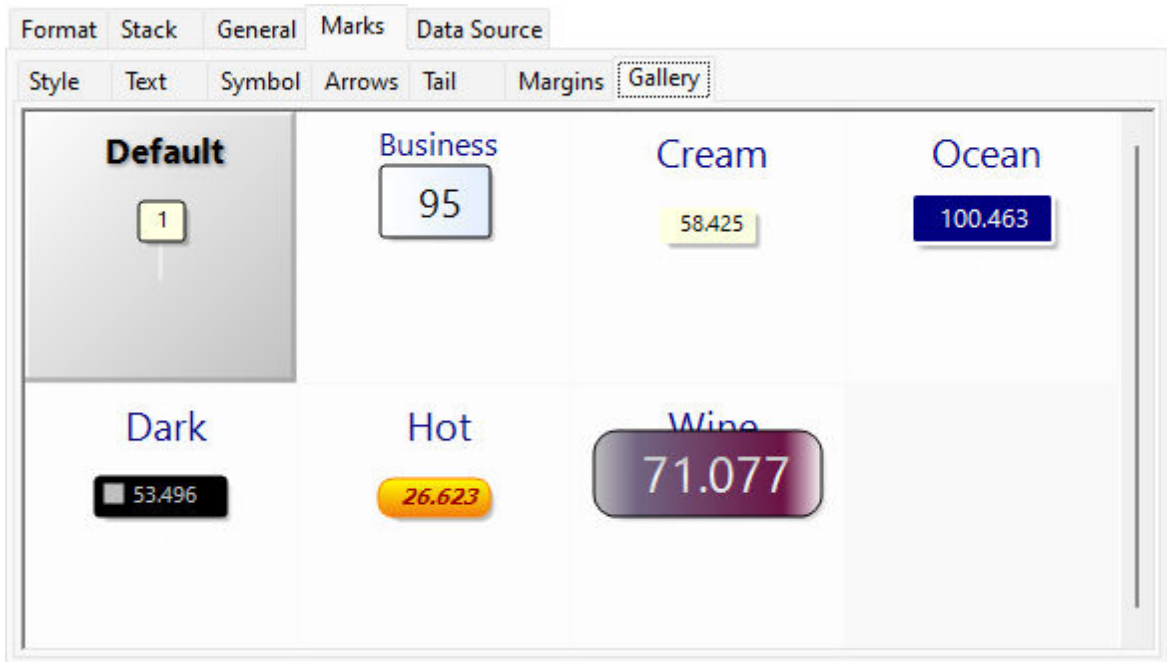 Format Stack General Marks Data Source
Style Text Symbol Arrows Tail Margins Gallery
Default Business Cream Ocean
1 95 58.425 100.463
Dark Hot Wine
53.496 26.623 71.077